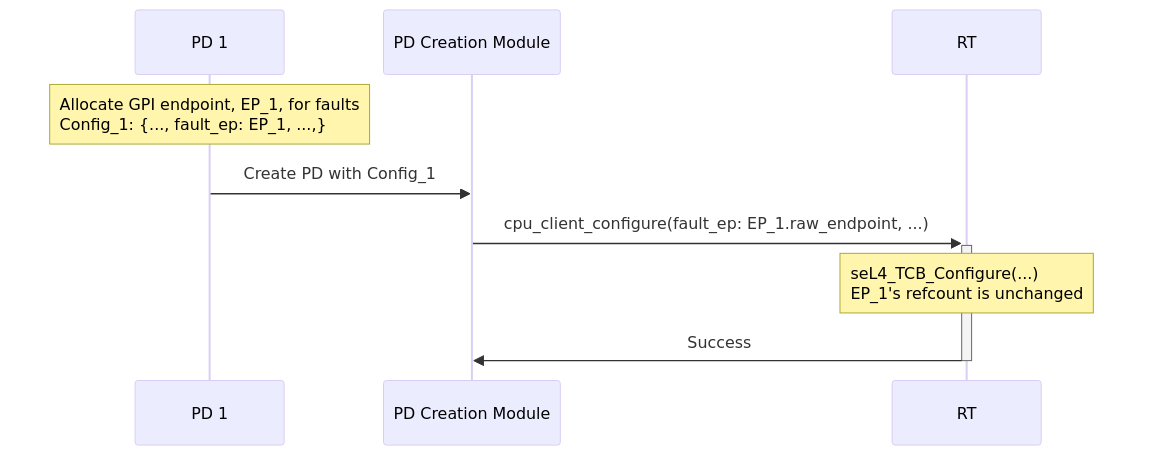 PD 1
PD Creation Module
RT
Allocate GPI endpoint, EP_1, for faults
Config_1: {..., fault_ep: EP_1, ...,}
Create PD with Config_1
cpu_client_configure(fault_ep: EP_1.raw_endpoint, ...)
seL4_TCB_Configure(...)
EP_1's refcount is unchanged
Success
PD 1
PD Creation Module
RT